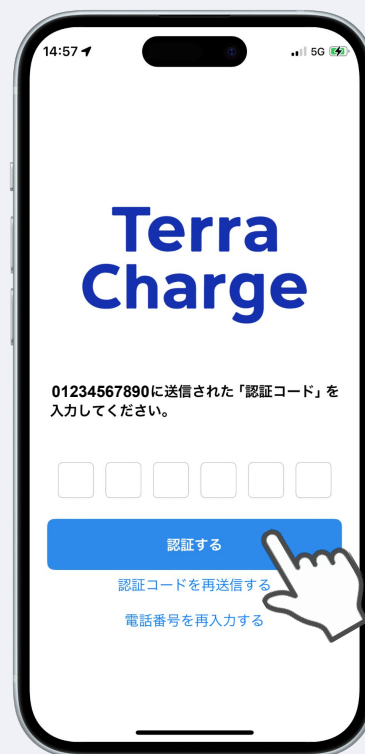 14:57
5G
Terra
Charge
01234567890に送信された「認証コード」を
入力してください。
認証する
認証コードを再送信する
電話番号を再入力する